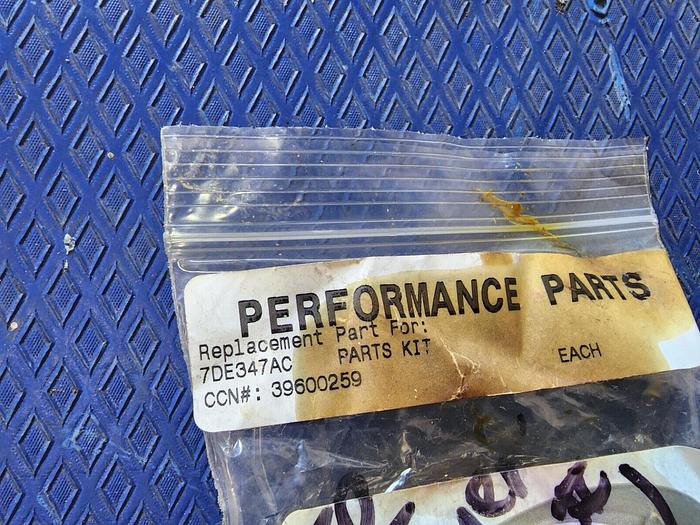 PERFORMANCE PARTS
Replacement Part For:
7DE347AC PARTS KIT EACH
CCN#: 39600259